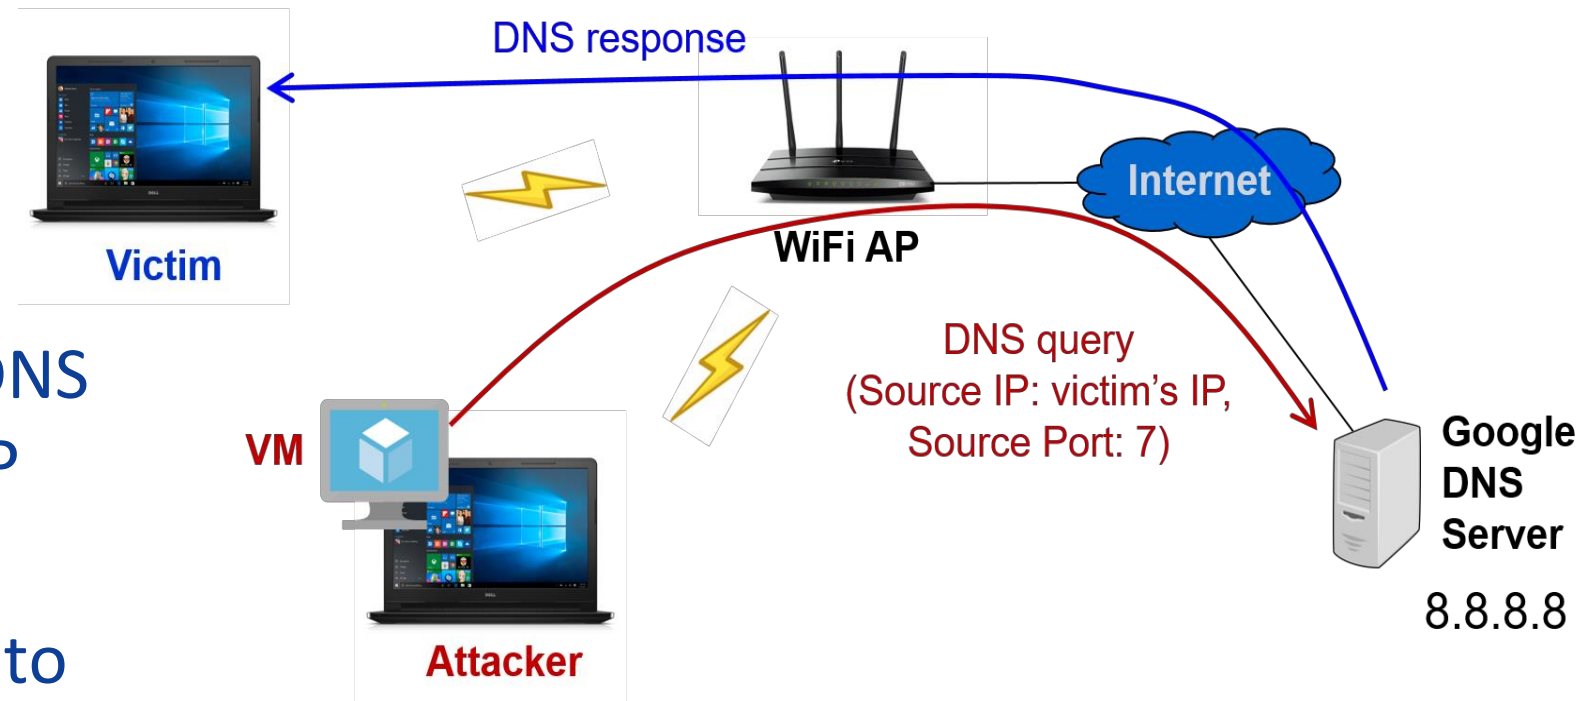 DNS response
Internet
WiFi AP
Victim
DNS
P
DNS query
(Source IP: victim's IP,
Source Port: 7)
VM
Google
DNS
Server
8.8.8.8
to
Attacker